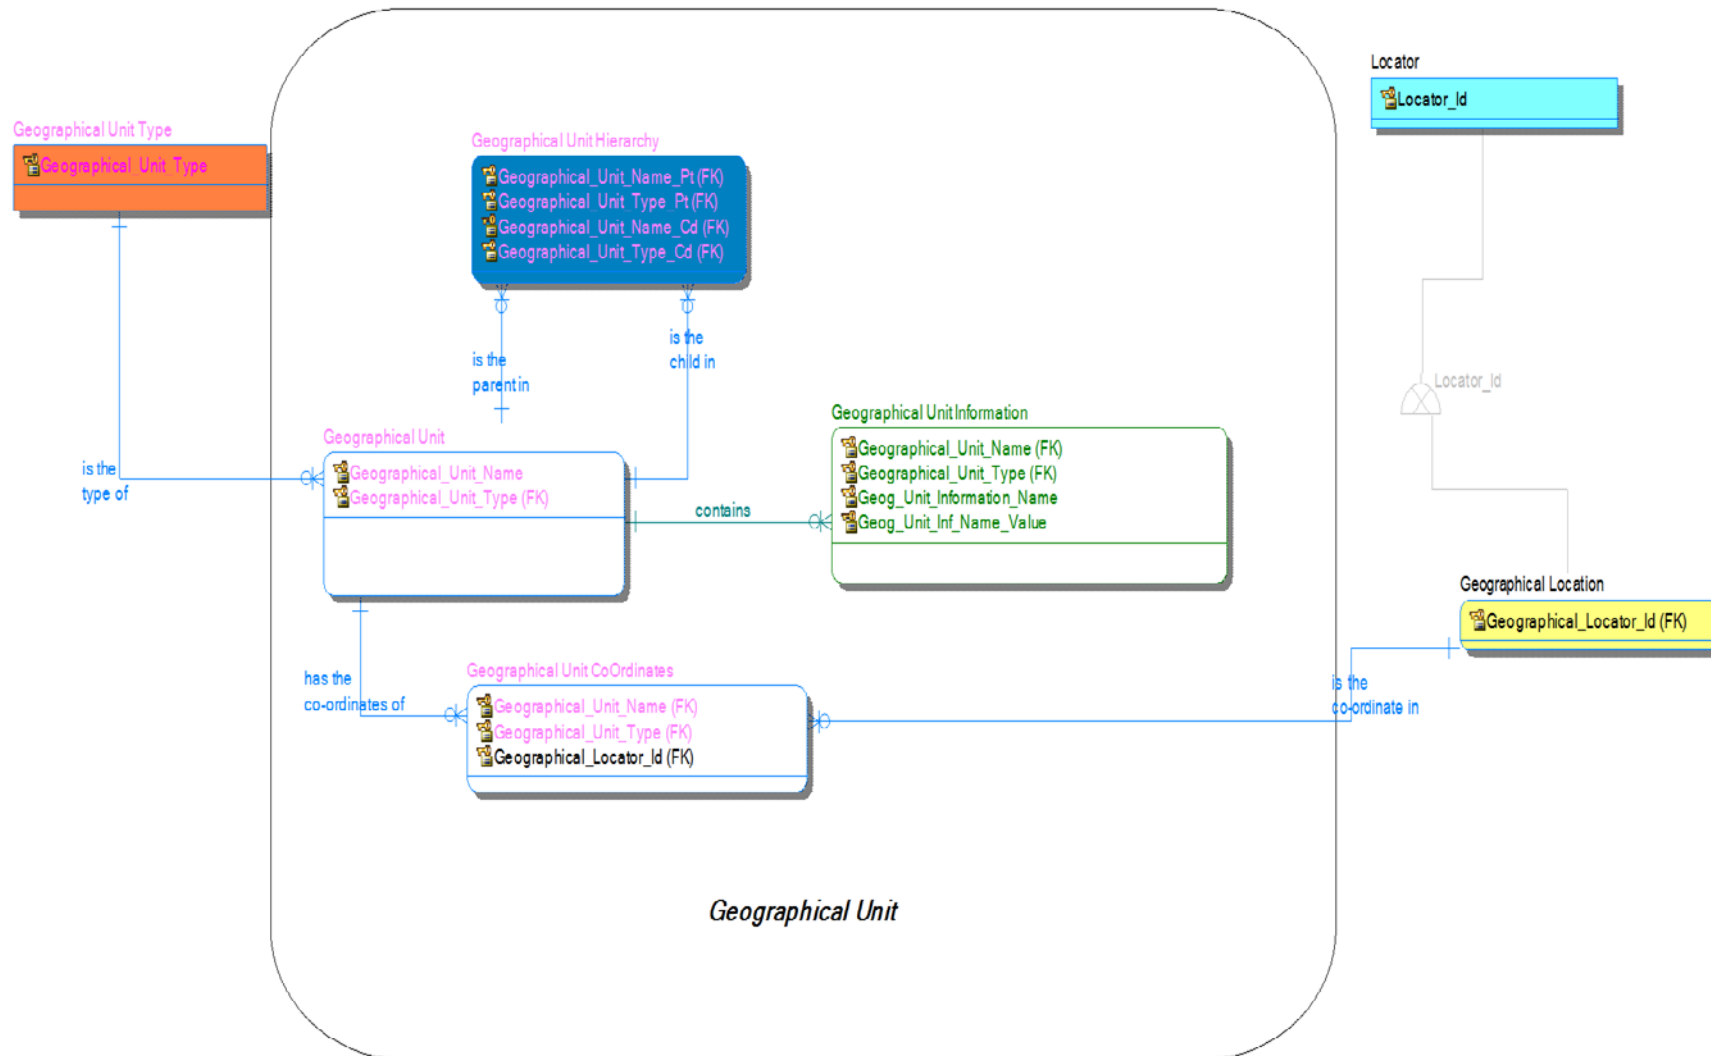 Locator
Locator_Id
Geographical Unit Type
Geographical_Unit_Type
Geographical Unit Hierarchy
Geographical_Unit_Name_Pt (FK)
Geographical_Unit_Type_Pt (FK)
Geographical_Unit_Name_Cd (FK)
Geographical_Unit_Type_Cd (FK)
is the
parent in
is the
child in
Locator_Id
Geographical Unit
Geographical_Unit_Name
Geographical_Unit_Type (FK)
is the
type of
Geographical Unit Information
Geographical_Unit_Name (FK)
Geographical_Unit_Type (FK)
Geog_Unit_Information_Name
Geog_Unit_Inf_Name_Value
contains
Geographical Location
Geographical_Locator_Id (FK)
has the
co-ordinates of
Geographical Unit CoOrdinates
Geographical_Unit_Name (FK)
Geographical_Unit_Type (FK)
Geographical_Locator_Id (FK)
is the
co-ordinate in
Geographical Unit